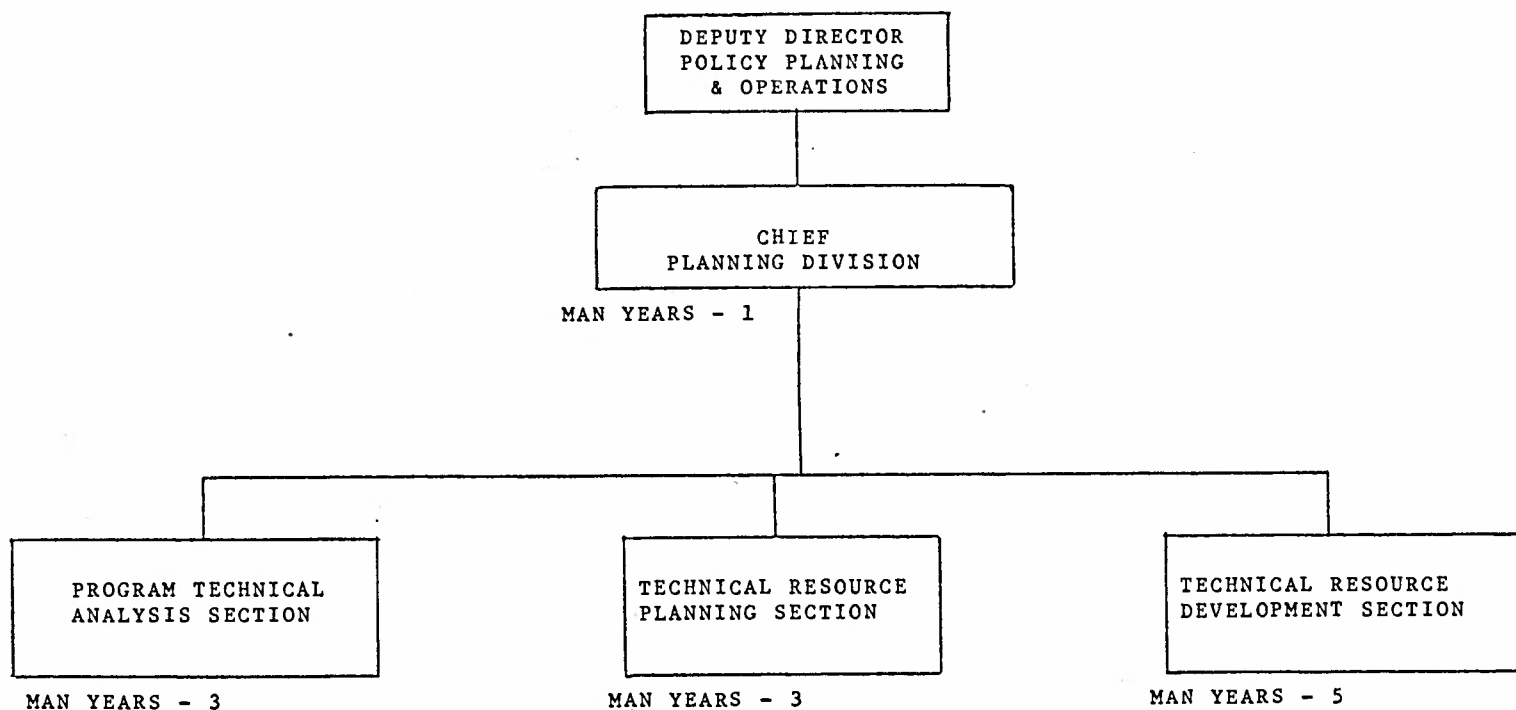 DEPUTY DIRECTOR
POLICY PLANNING
& OPERATIONS
CHIEF
PLANNING DIVISION
MAN YEARS - 1
PROGRAM TECHNICAL
ANALYSIS SECTION
MAN YEARS - 3
TECHNICAL RESOURCE
PLANNING SECTION
MAN YEARS - 3
TECHNICAL RESOURCE
DEVELOPMENT SECTION
MAN YEARS - 5